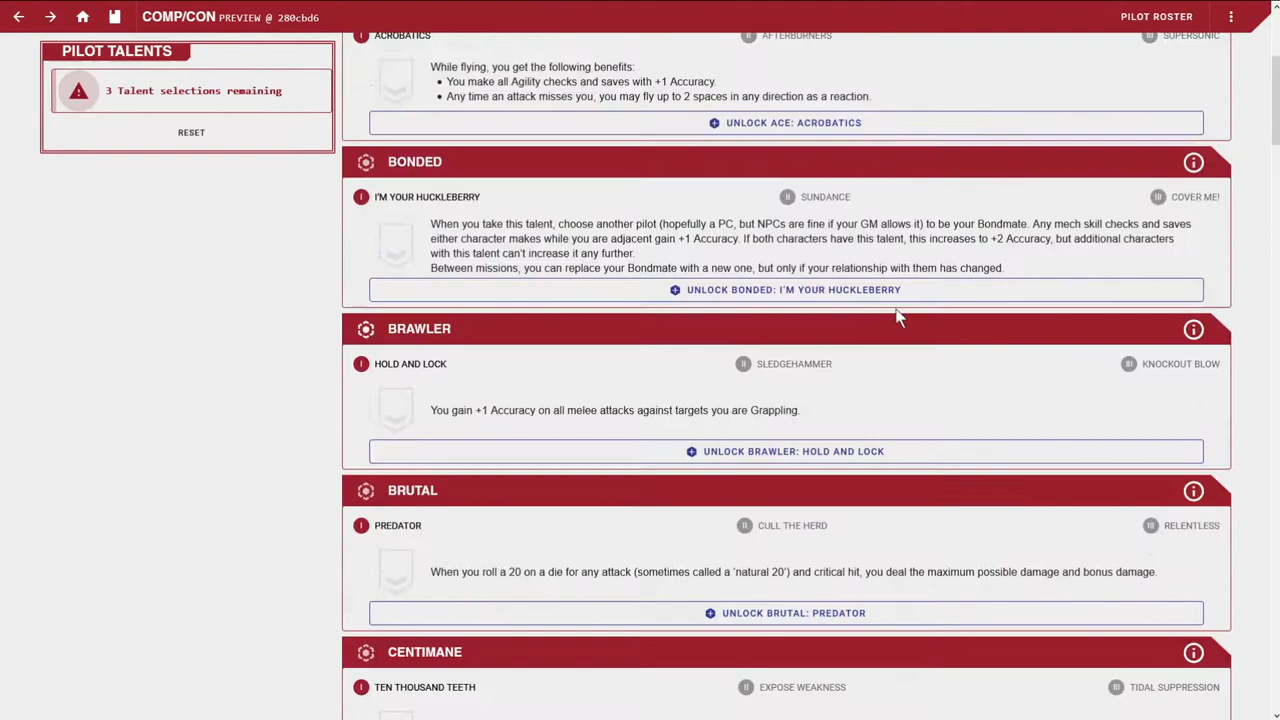 COMP/CON PREVIEW @ 280cbd6
PILOT ROSTER
PILOT TALENTS
3 Talent selections remaining
RESET
I ACROBATICS
II AFTERBURNERS
III SUPERSONIC
While flying, you get the following benefits:
• You make all Agility checks and saves with +1 Accuracy.
• Any time an attack misses you, you may fly up to 2 spaces in any direction as a reaction.
UNLOCK ACE: ACROBATICS
BONDED
I I'M YOUR HUCKLEBERRY
II SUNDANCE
III COVER ME!
When you take this talent, choose another pilot (hopefully a PC, but NPCs are fine if your GM allows it) to be your Bondmate. Any mech skill checks and saves
either character makes while you are adjacent gain +1 Accuracy. If both characters have this talent, this increases to +2 Accuracy, but additional characters
with this talent can't increase it any further.
Between missions, you can replace your Bondmate with a new one, but only if your relationship with them has changed.
UNLOCK BONDED: I'M YOUR HUCKLEBERRY
BRAWLER
I HOLD AND LOCK
II SLEDGEHAMMER
III KNOCKOUT BLOW
You gain +1 Accuracy on all melee attacks against targets you are Grappling.
UNLOCK BRAWLER: HOLD AND LOCK
BRUTAL
I PREDATOR
II CULL THE HERD
III RELENTLESS
When you roll a 20 on a die for any attack (sometimes called a 'natural 20') and critical hit, you deal the maximum possible damage and bonus damage.
UNLOCK BRUTAL: PREDATOR
CENTIMANE
I TEN THOUSAND TEETH
II EXPOSE WEAKNESS
III TIDAL SUPPRESSION